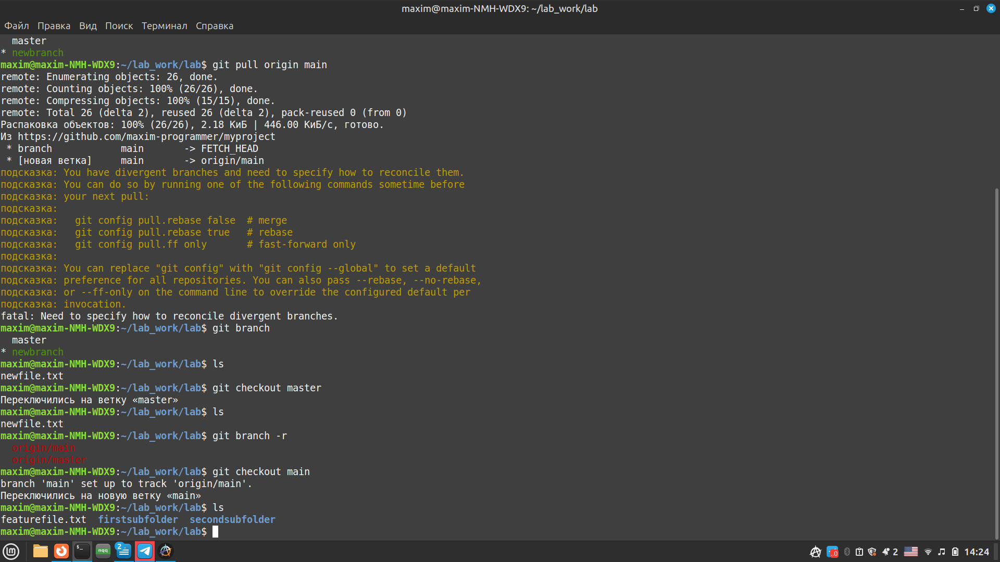 maxim@maxim-NMH-WDX9: ~/lab_work/lab
Файл Правка Вид Поиск Терминал Справка
  master
* newbranch
maxim@maxim-NMH-WDX9:~/lab_work/lab$ git pull origin main
remote: Enumerating objects: 26, done.
remote: Counting objects: 100% (26/26), done.
remote: Compressing objects: 100% (15/15), done.
remote: Total 26 (delta 2), reused 26 (delta 2), pack-reused 0 (from 0)
Распаковка объектов: 100% (26/26), 2.18 КиБ | 446.00 КиБ/с, готово.
Из https://github.com/maxim-programmer/myproject
 * branch            main       -> FETCH_HEAD
 * [новая ветка]     main       -> origin/main
подсказка: You have divergent branches and need to specify how to reconcile them.
подсказка: You can do so by running one of the following commands sometime before
подсказка: your next pull:
подсказка:
подсказка:   git config pull.rebase false  # merge
подсказка:   git config pull.rebase true   # rebase
подсказка:   git config pull.ff only       # fast-forward only
подсказка:
подсказка: You can replace "git config" with "git config --global" to set a default
подсказка: preference for all repositories. You can also pass --rebase, --no-rebase,
подсказка: or --ff-only on the command line to override the configured default per
подсказка: invocation.
fatal: Need to specify how to reconcile divergent branches.
maxim@maxim-NMH-WDX9:~/lab_work/lab$ git branch
  master
* newbranch
maxim@maxim-NMH-WDX9:~/lab_work/lab$ ls
newfile.txt
maxim@maxim-NMH-WDX9:~/lab_work/lab$ git checkout master
Переключились на ветку «master»
maxim@maxim-NMH-WDX9:~/lab_work/lab$ ls
newfile.txt
maxim@maxim-NMH-WDX9:~/lab_work/lab$ git branch -r
  origin/main
  origin/master
maxim@maxim-NMH-WDX9:~/lab_work/lab$ git checkout main
branch 'main' set up to track 'origin/main'.
Переключились на новую ветку «main»
maxim@maxim-NMH-WDX9:~/lab_work/lab$ ls
featurefile.txt  firstsubfolder  secondsubfolder
maxim@maxim-NMH-WDX9:~/lab_work/lab$
nqq 2 ..0 2 14:24